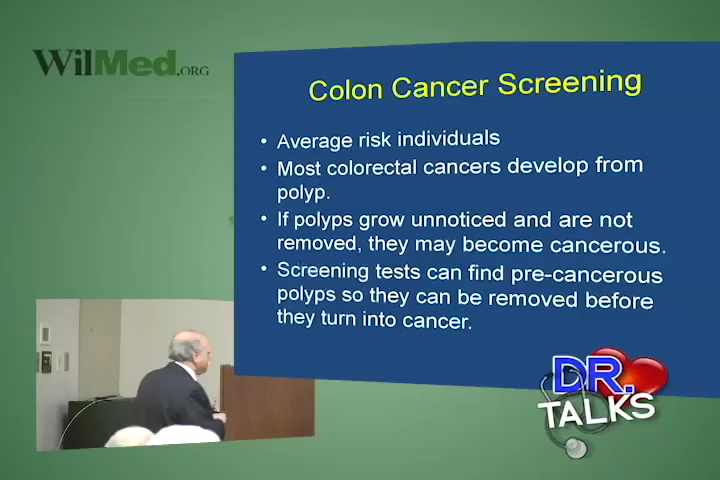 WilMed.ORG
Colon Cancer Screening
• Average risk individuals
• Most colorectal cancers develop from
polyp.
• If polyps grow unnoticed and are not
removed, they may become cancerous.
• Screening tests can find pre-cancerous
polyps so they can be removed before
they turn into cancer.
DR.
TALKS